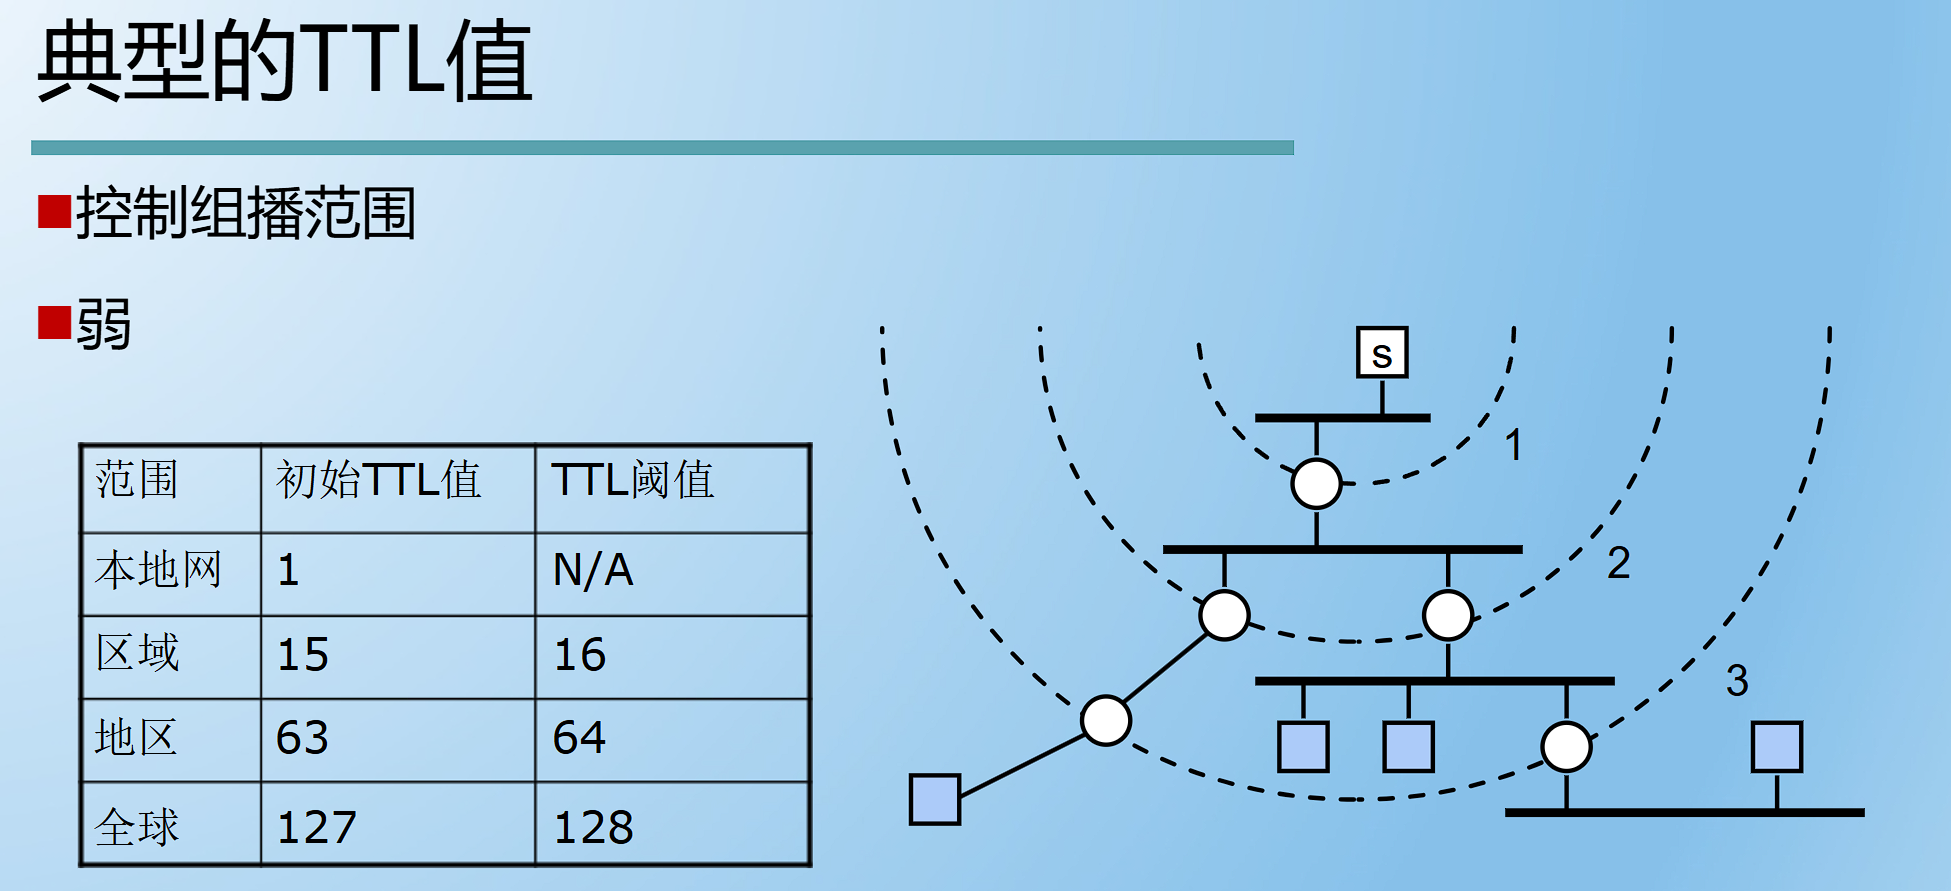 典型的TTL值
控制组播范围
弱
范围 初始TTL值 TTL阈值
本地网 1 N/A
区域 15 16
地区 63 64
全球 127 128
s
1
2
3